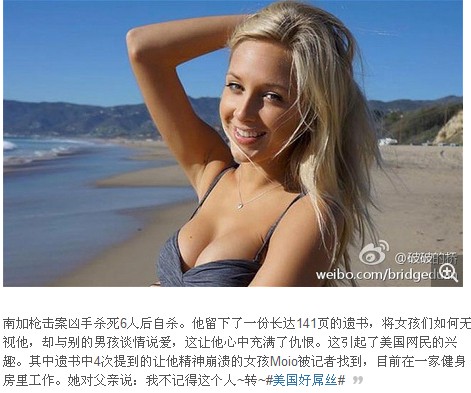 @破破的桥
weibo.com/bridged
南加枪击案凶手杀死6人后自杀。他留下了一份长达141页的遗书，将女孩们如何无
视他，却与别的男孩谈情说爱，这让他心中充满了仇恨。这引起了美国网民的兴
趣。其中遗书中4次提到的让他精神崩溃的女孩Moio被记者找到，目前在一家健身
房里工作。她对父亲说：我不记得这个人~转~#美国好屌丝#